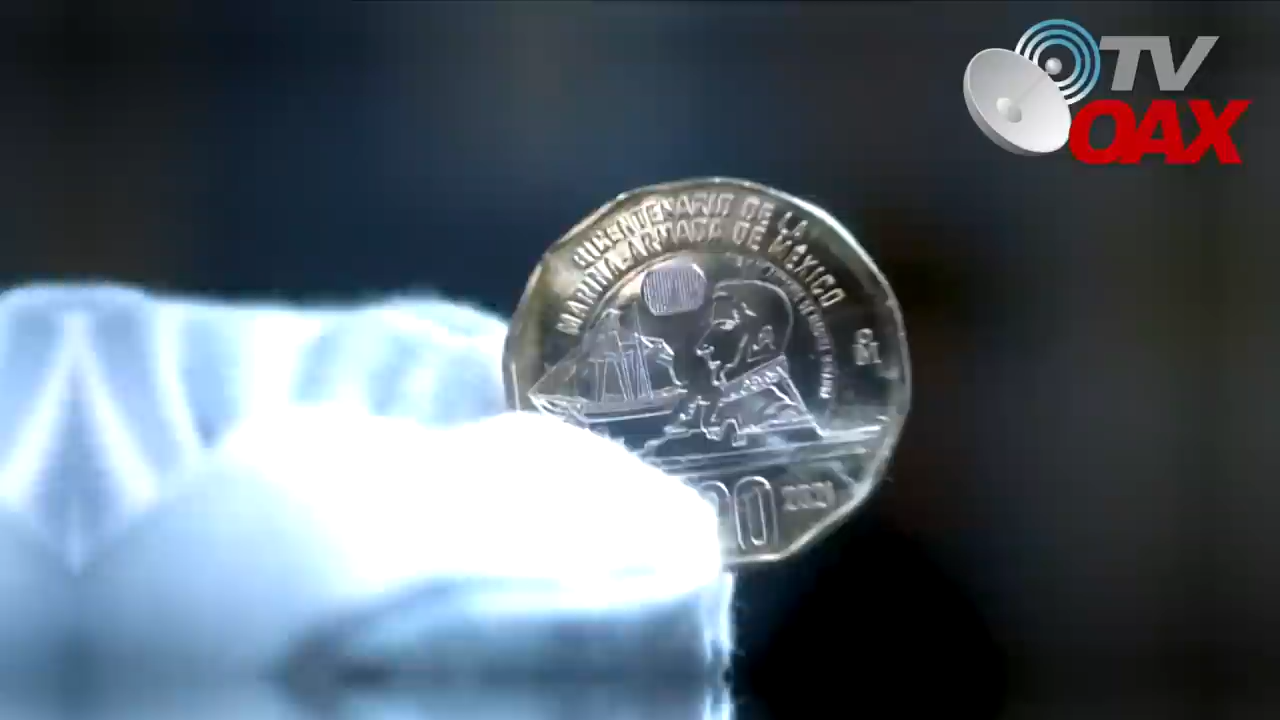 TV
OAX
BICENTENARIO DE LA
MARINA-ARMADA DE MÉXICO
2021